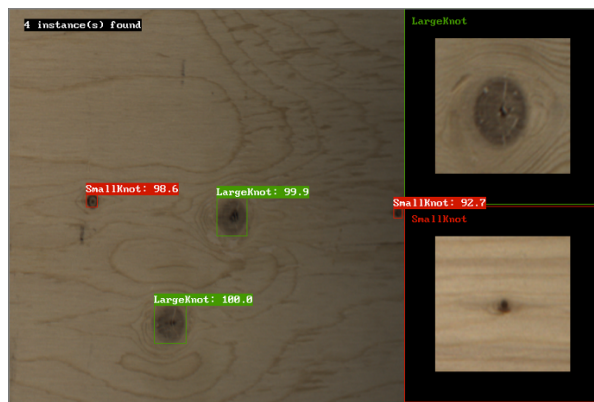 4 instance(s) found
LargeKnot
SmallKnot: 98.6
LargeKnot: 99.9
SmallKnot: 92.7
SmallKnot
LargeKnot: 100.0